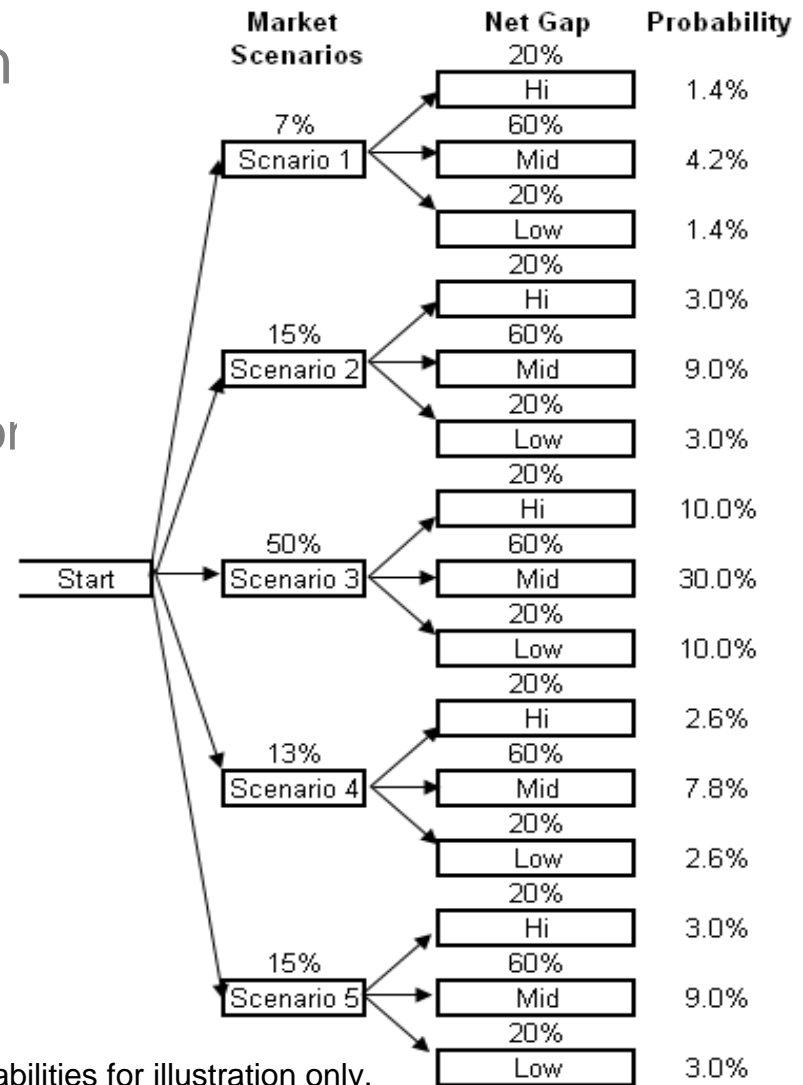 Market Net Gap Probability
Scenarios 20%
Hi 1.4%
7% 60%
Scnario 1 Mid 4.2%
20%
Low 1.4%
20%
Hi 3.0%
15% 60%
Scenario 2 Mid 9.0%
20%
Low 3.0%
20%
Hi 10.0%
50% 60%
Start Scenario 3 Mid 30.0%
20%
Low 10.0%
20%
Hi 2.6%
13% 60%
Scenario 4 Mid 7.8%
20%
Low 2.6%
20%
Hi 3.0%
15% 60%
Scenario 5 Mid 9.0%
20%
abilities for illustration only. Low 3.0%